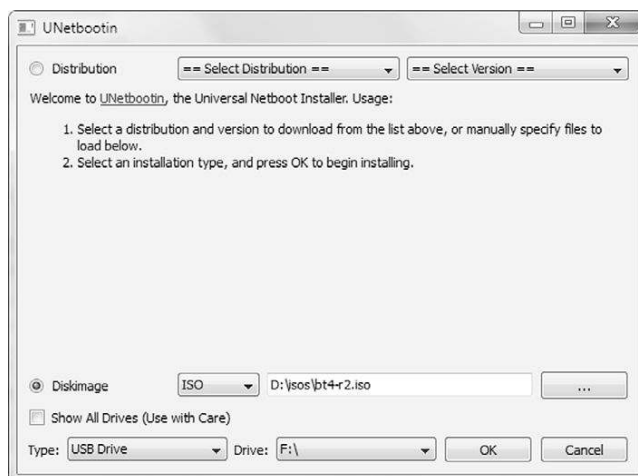 UNetbootin
Distribution == Select Distribution == == Select Version ==
Welcome to UNetbootin, the Universal Netboot Installer. Usage:
1. Select a distribution and version to download from the list above, or manually specify files to
load below.
2. Select an installation type, and press OK to begin installing.
Diskimage ISO D:\isos\bt4-r2.iso ...
Show All Drives (Use with Care)
Type: USB Drive Drive: F:\ OK Cancel